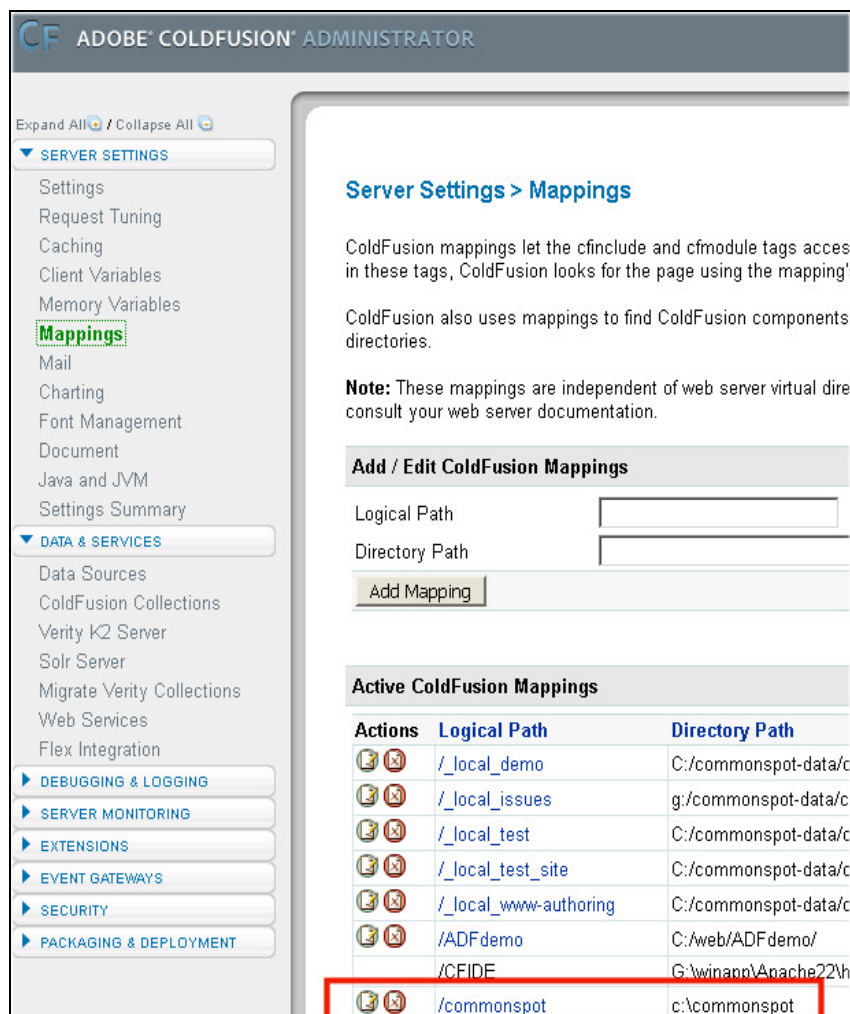 CF ADOBE® COLDFUSION® ADMINISTRATOR
Expand All / Collapse All
SERVER SETTINGS
Settings
Request Tuning
Caching
Client Variables
Memory Variables
Mappings
Mail
Charting
Font Management
Document
Java and JVM
Settings Summary
DATA & SERVICES
Data Sources
ColdFusion Collections
Verity K2 Server
Solr Server
Migrate Verity Collections
Web Services
Flex Integration
DEBUGGING & LOGGING
SERVER MONITORING
EXTENSIONS
EVENT GATEWAYS
SECURITY
PACKAGING & DEPLOYMENT
Server Settings > Mappings
ColdFusion mappings let the cfinclude and cfmodule tags acces
in these tags, ColdFusion looks for the page using the mapping'
ColdFusion also uses mappings to find ColdFusion components
directories.
Note: These mappings are independent of web server virtual dire
consult your web server documentation.
Add / Edit ColdFusion Mappings
Logical Path
Directory Path
Add Mapping
Active ColdFusion Mappings
Actions Logical Path Directory Path
/_local_demo C:/commonspot-data/c
/_local_issues g:/commonspot-data/c
/_local_test C:/commonspot-data/c
/_local_test_site C:/commonspot-data/c
/_local_www-authoring C:/commonspot-data/c
/ADFdemo C:/web/ADFdemo/
/CFIDE G:\winapp\Apache22\h
/commonspot c:\commonspot